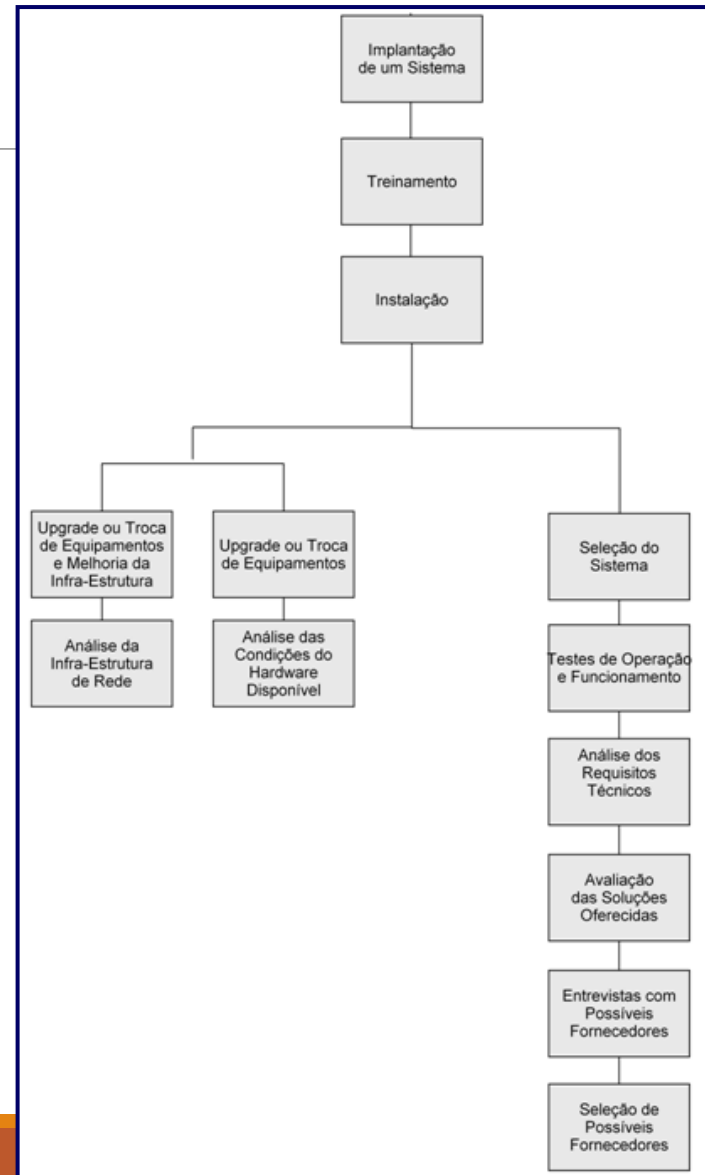 Implantação
de um Sistema
Treinamento
Instalação
Upgrade ou Troca
de Equipamentos
e Melhoria da
Infra-Estrutura
Upgrade ou Troca
de Equipamentos
Seleção do
Sistema
Análise da
Infra-Estrutura
de Rede
Análise das
Condições do
Hardware
Disponível
Testes de Operação
e Funcionamento
Análise dos
Requisitos
Técnicos
Avaliação
das Soluções
Oferecidas
Entrevistas com
Possíveis
Fornecedores
Seleção de
Possíveis
Fornecedores